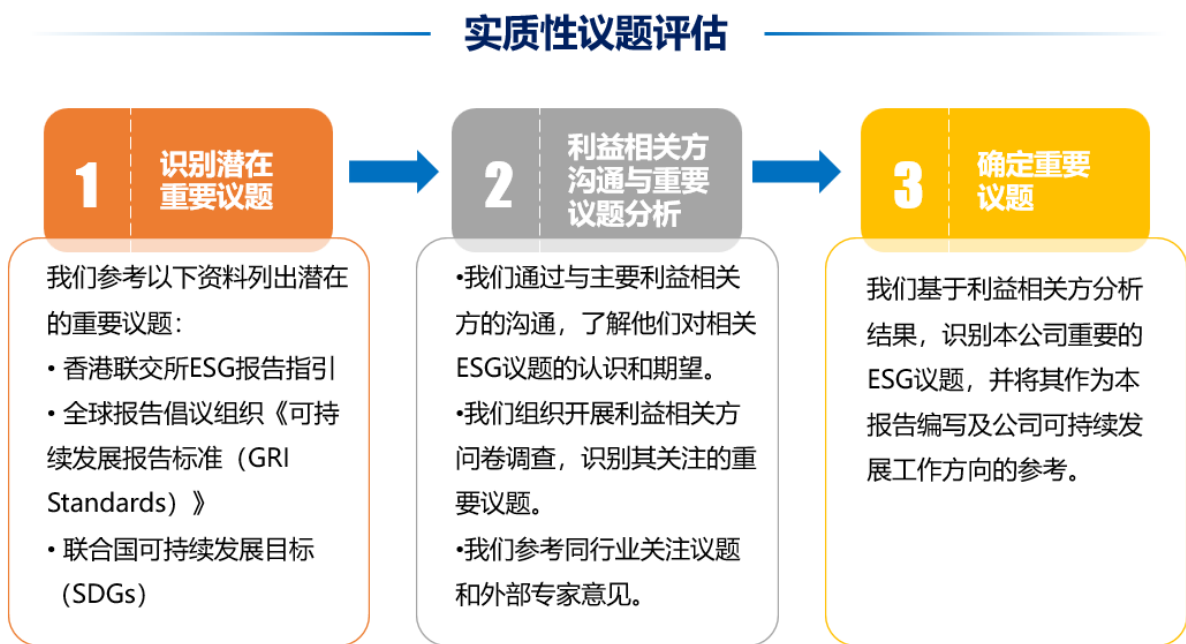 实质性议题评估
1
识别潜在
重要议题
我们参考以下资料列出潜在
的重要议题：
• 香港联交所ESG报告指引
• 全球报告倡议组织《可持
续发展报告标准（GRI
Standards）》
• 联合国可持续发展目标
（SDGs）
2
利益相关方
沟通与重要
议题分析
•我们通过与主要利益相关
方的沟通，了解他们对相关
ESG议题的认识和期望。
•我们组织开展利益相关方
问卷调查，识别其关注的重
要议题。
•我们参考同行业关注议题
和外部专家意见。
3
确定重要
议题
我们基于利益相关方分析
结果，识别本公司重要的
ESG议题，并将其作为本
报告编写及公司可持续发
展工作方向的参考。